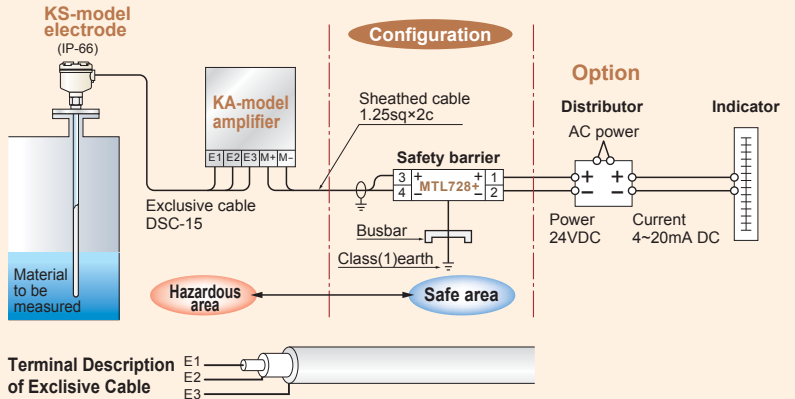 KS-model
electrode
(IP-66)
Configuration
Option
KA-model
amplifier
E1 E2 E3 M+ M−
Sheathed cable
1.25sq×2c
Distributor
Indicator
AC power
Safety barrier
3 + + 1
MTL728+
4 − − 2
+ +
− −
Exclusive cable
DSC-15
Power
24VDC
Current
4~20mA DC
Busbar
Class(1)earth
Material
to be
measured
Hazardous
area
Safe area
Terminal Description
of Exclisive Cable
E1
E2
E3